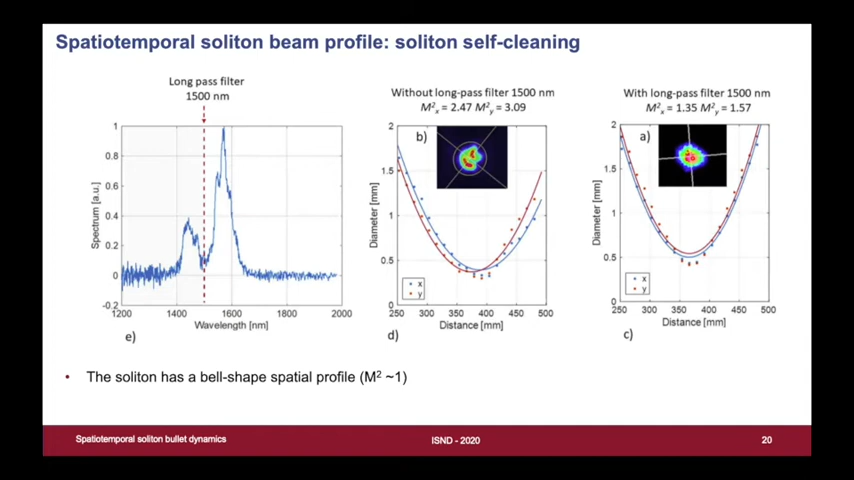 Spatiotemporal soliton beam profile: soliton self-cleaning
Long pass filter
1500 nm
Without long-pass filter 1500 nm
M²x = 2.47 M²y = 3.09
With long-pass filter 1500 nm
M²x = 1.35 M²y = 1.57
1
0.8
0.6
0.4
0.2
0
-0.2
Spectrum [a.u.]
1200 1400 1600 1800 2000
Wavelength [nm]
e)
b)
2
1.5
1
0.5
0
Diameter [mm]
x
y
250 300 350 400 450 500
Distance [mm]
d)
a)
2
1.5
1
0.5
0
Diameter [mm]
x
y
250 300 350 400 450 500
Distance [mm]
c)
• The soliton has a bell-shape spatial profile (M² ~1)
Spatiotemporal soliton bullet dynamics
ISND - 2020
20